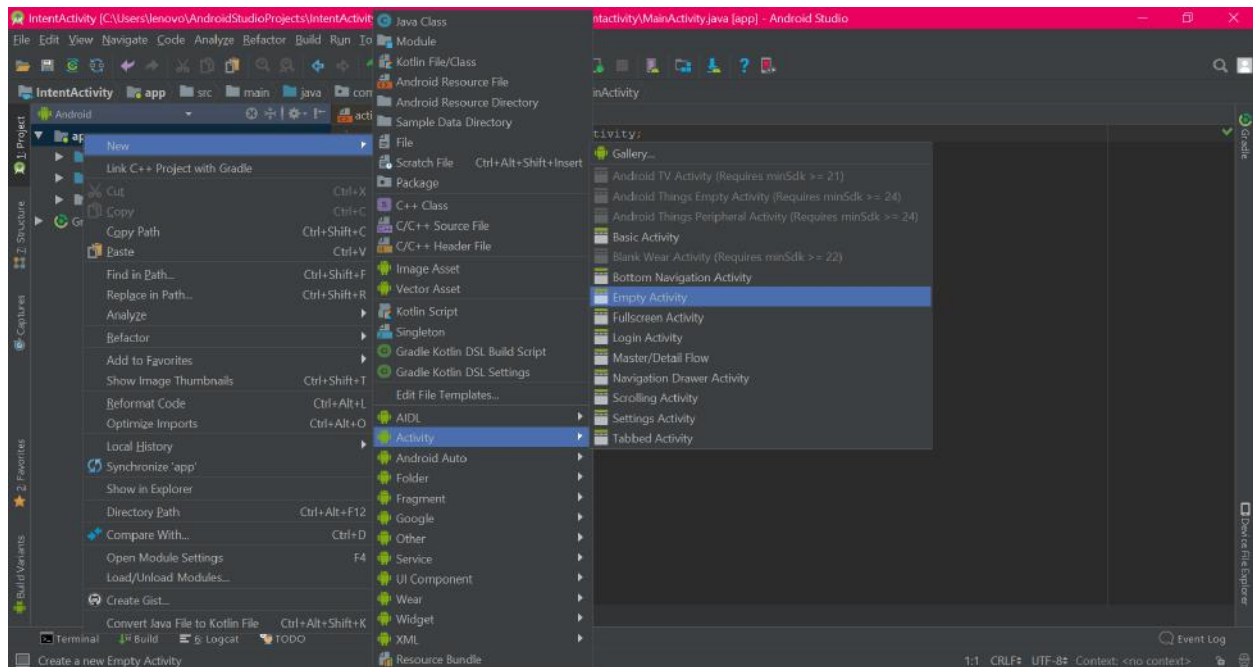 IntentActivity [C:\Users\lenovo\AndroidStudioProjects\IntentActivit
ntactivity\MainActivity.java [app] - Android Studio
File Edit View Navigate Code Analyze Refactor Build Run To
IntentActivity app src main java com
nActivity
Android
acti
tivity;
1: Project
7: Structure
Captures
2: Favorites
Build Variants
Gradle
Device File Explorer
ap
Gr
New
Link C++ Project with Gradle
Cut Ctrl+X
Copy Ctrl+C
Copy Path Ctrl+Shift+C
Paste Ctrl+V
Find in Path... Ctrl+Shift+F
Replace in Path... Ctrl+Shift+R
Analyze
Refactor
Add to Favorites
Show Image Thumbnails Ctrl+Shift+T
Reformat Code Ctrl+Alt+L
Optimize Imports Ctrl+Alt+O
Local History
Synchronize 'app'
Show in Explorer
Directory Path Ctrl+Alt+F12
Compare With... Ctrl+D
Open Module Settings F4
Load/Unload Modules...
Create Gist...
Convert Java File to Kotlin File Ctrl+Alt+Shift+K
Java Class
Module
Kotlin File/Class
Android Resource File
Android Resource Directory
Sample Data Directory
File
Scratch File Ctrl+Alt+Shift+Insert
Package
C++ Class
C/C++ Source File
C/C++ Header File
Image Asset
Vector Asset
Kotlin Script
Singleton
Gradle Kotlin DSL Build Script
Gradle Kotlin DSL Settings
Edit File Templates...
AIDL
Activity
Android Auto
Folder
Fragment
Google
Other
Service
UI Component
Wear
Widget
XML
Resource Bundle
Gallery...
Android TV Activity (Requires minSdk >= 21)
Android Things Empty Activity (Requires minSdk >= 24)
Android Things Peripheral Activity (Requires minSdk >= 24)
Basic Activity
Blank Wear Activity (Requires minSdk >= 22)
Bottom Navigation Activity
Empty Activity
Fullscreen Activity
Login Activity
Master/Detail Flow
Navigation Drawer Activity
Scrolling Activity
Settings Activity
Tabbed Activity
Terminal Build 6: Logcat TODO
Event Log
Create a new Empty Activity
1:1 CRLF UTF-8 Context: <no context>